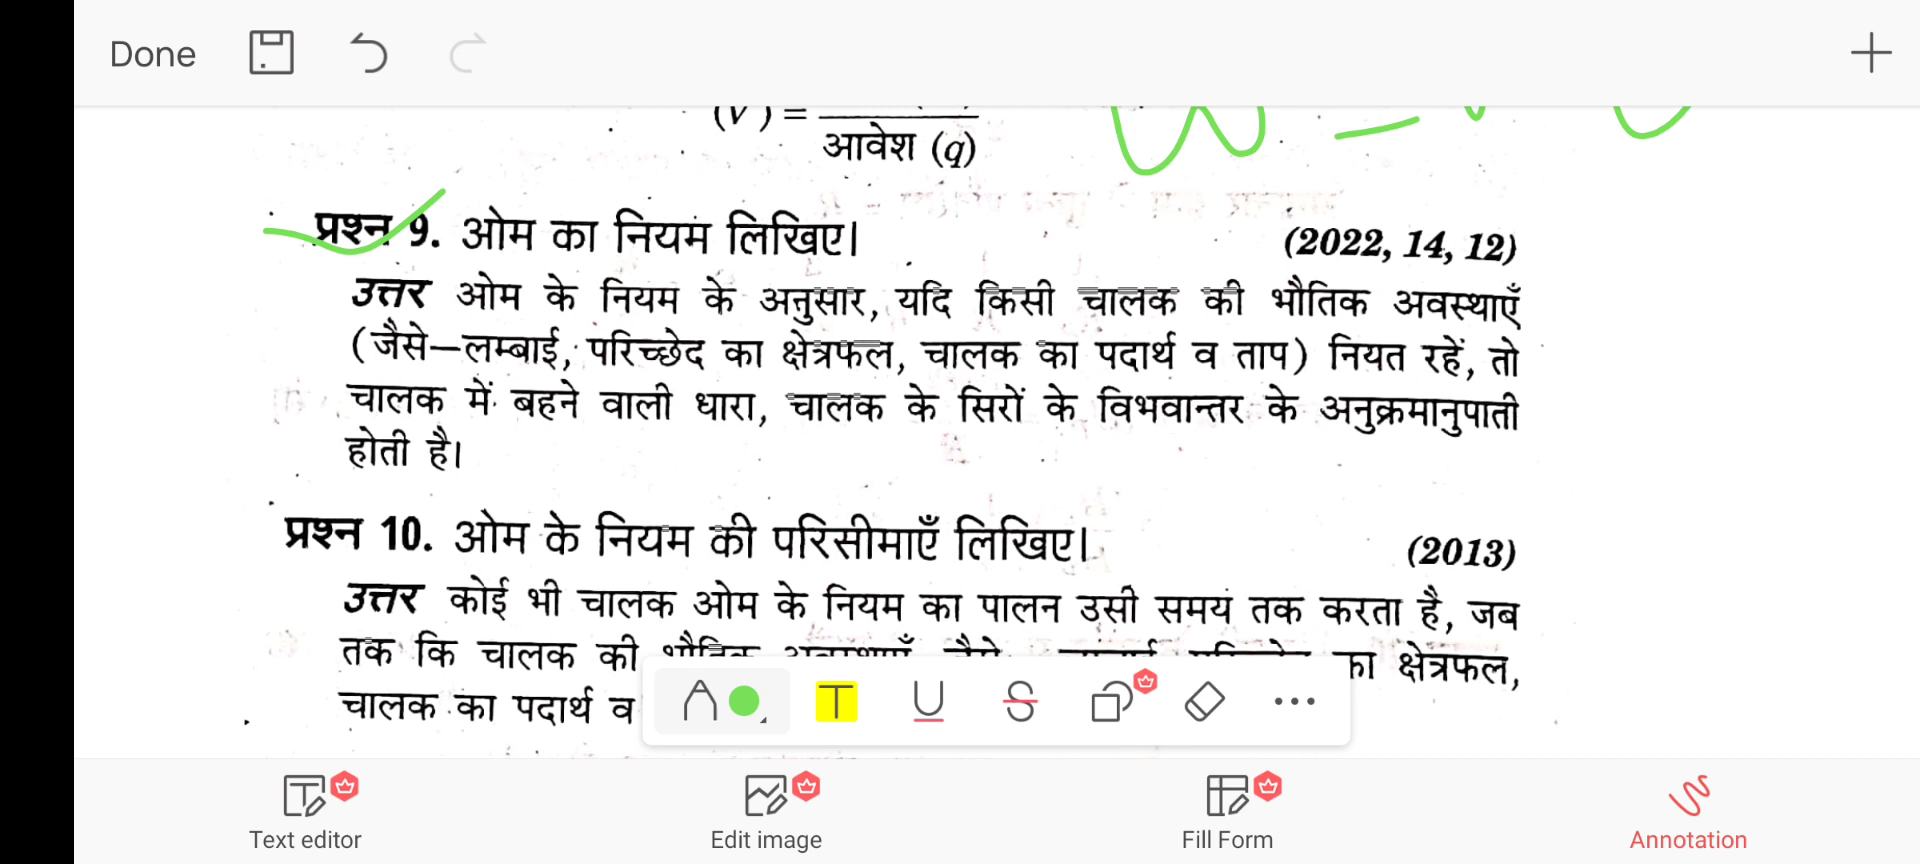 Done
(V) =
आवेश (q)
प्रश्न 9. ओम का नियम लिखिए। (2022, 14, 12)
उत्तर ओम के नियम के अनुसार, यदि किसी चालक की भौतिक अवस्थाएँ
(जैसे—लम्बाई, परिच्छेद का क्षेत्रफल, चालक का पदार्थ व ताप) नियत रहें, तो
चालक में बहने वाली धारा, चालक के सिरों के विभवान्तर के अनुक्रमानुपाती
होती है।
प्रश्न 10. ओम के नियम की परिसीमाएँ लिखिए। (2013)
उत्तर कोई भी चालक ओम के नियम का पालन उसी समय तक करता है, जब
तक कि चालक की भौतिक अवस्थाएँ, जैसे- का क्षेत्रफल,
चालक का पदार्थ व
T U S
Text editor Edit image Fill Form Annotation